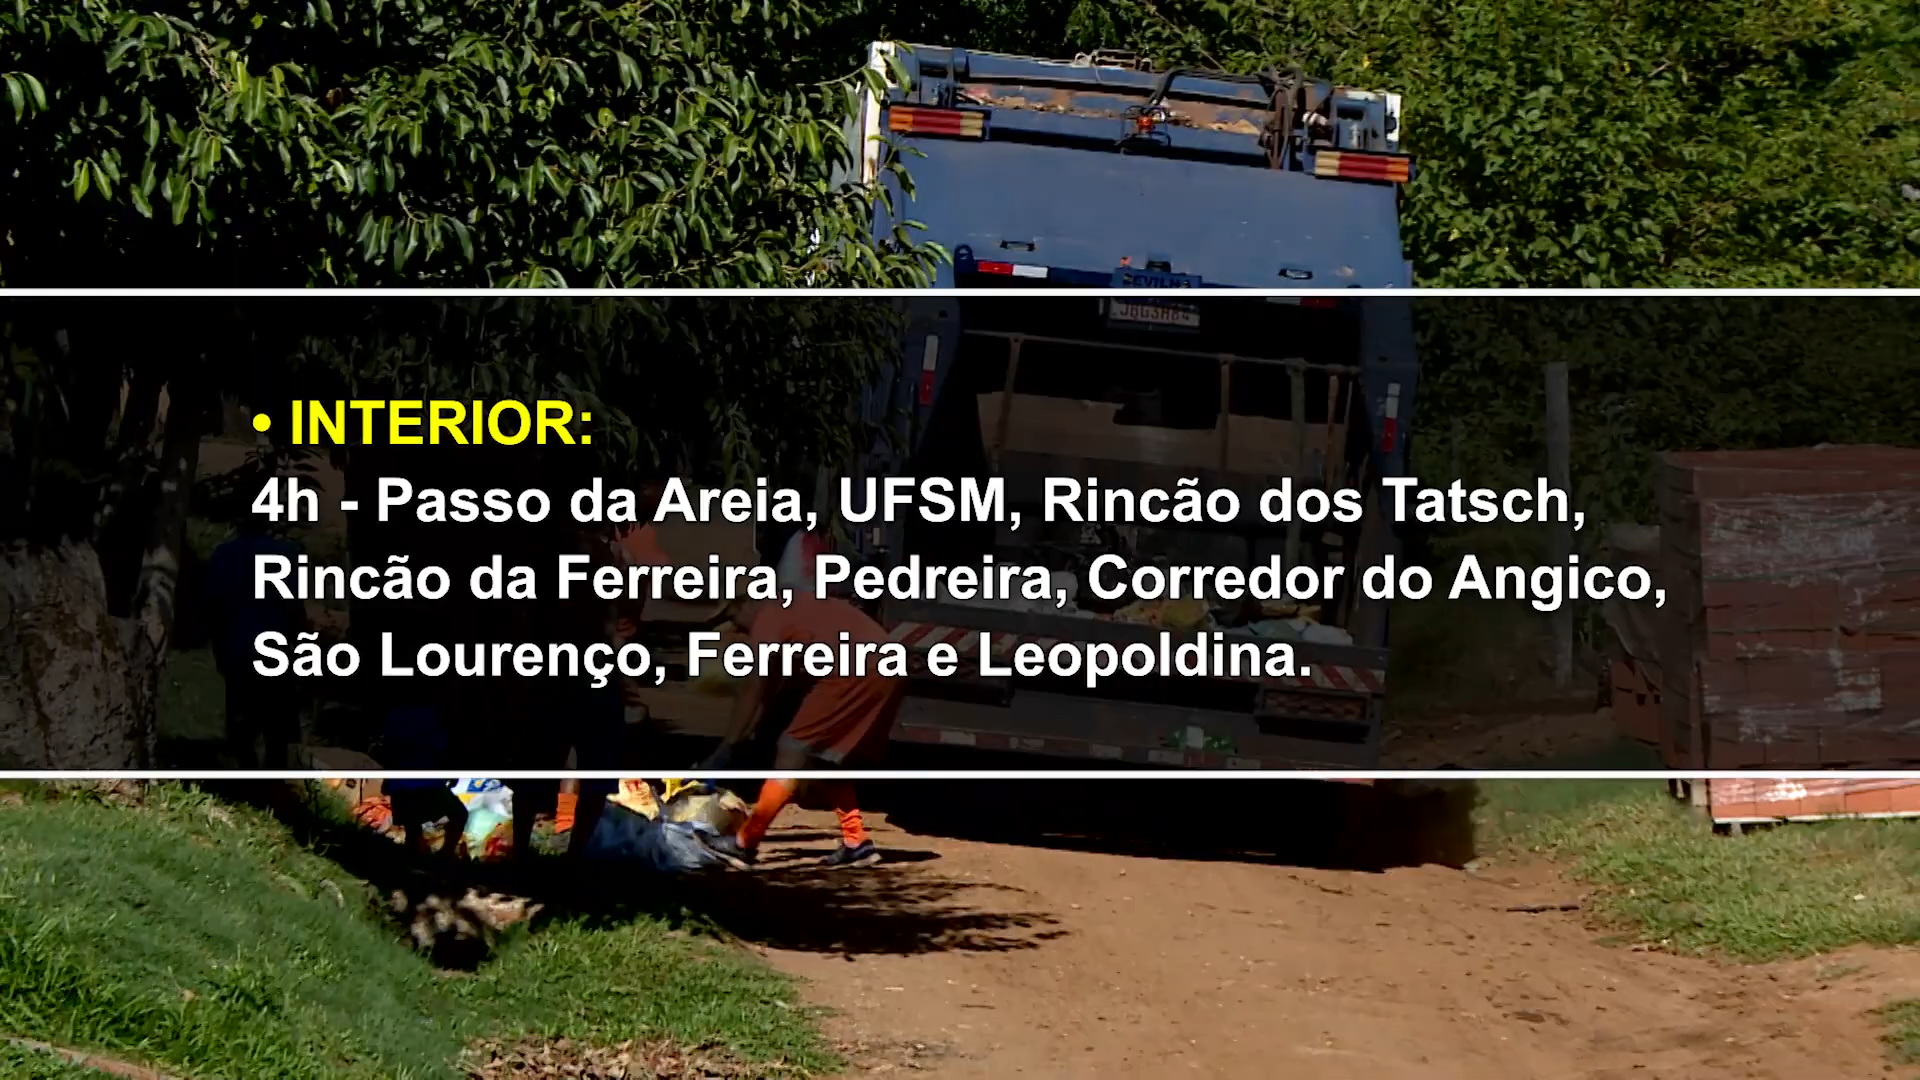 • INTERIOR:
4h - Passo da Areia, UFSM, Rincão dos Tatsch,
Rincão da Ferreira, Pedreira, Corredor do Angico,
São Lourenço, Ferreira e Leopoldina.